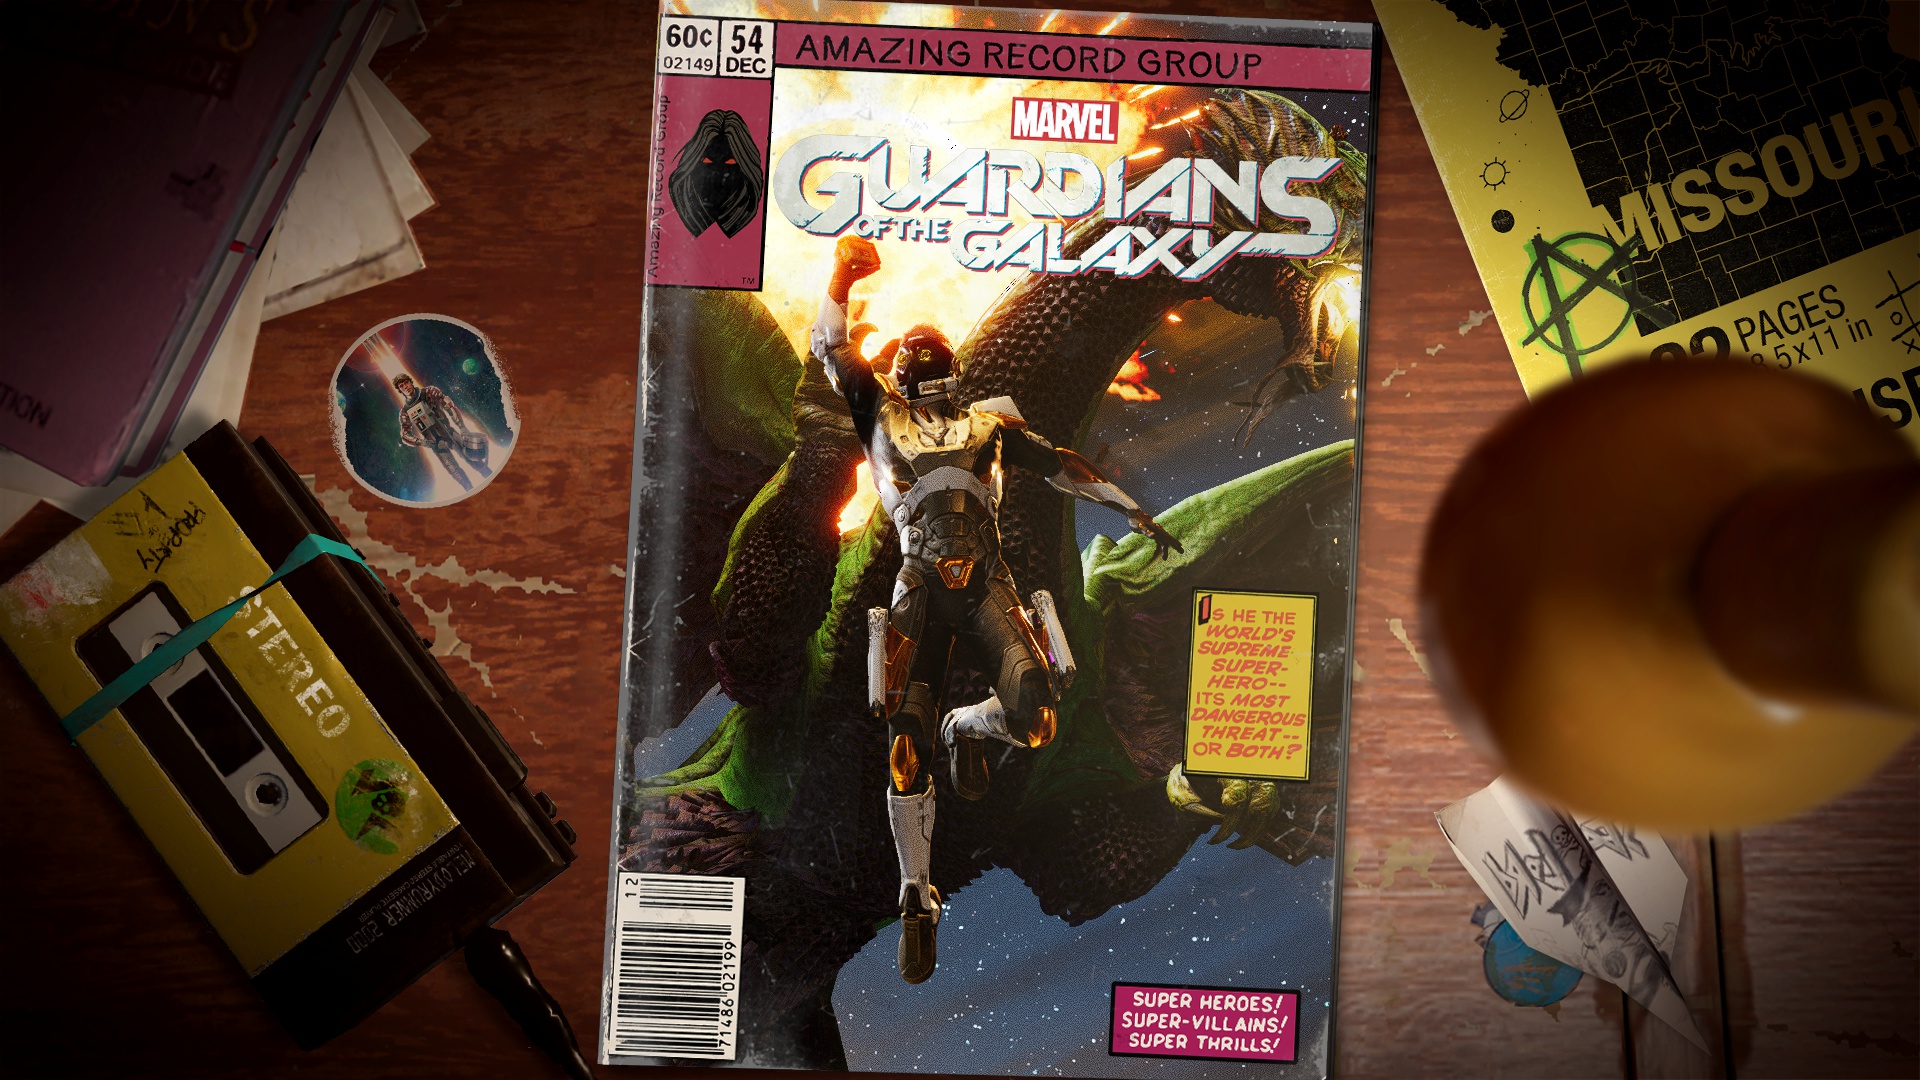 60¢
02149
54
DEC
AMAZING RECORD GROUP
Amazing Record Group
TM
MARVEL
GUARDIANS
OF THE
GALAXY
IS HE THE
WORLD'S
SUPREME
SUPER-
HERO--
ITS MOST
DANGEROUS
THREAT--
OR BOTH?
SUPER HEROES!
SUPER-VILLAINS!
SUPER THRILLS!
12
71486 02199
STEREO
MELODYRUNNER 2000
MISSOURI
PAGES
8.5x11 in